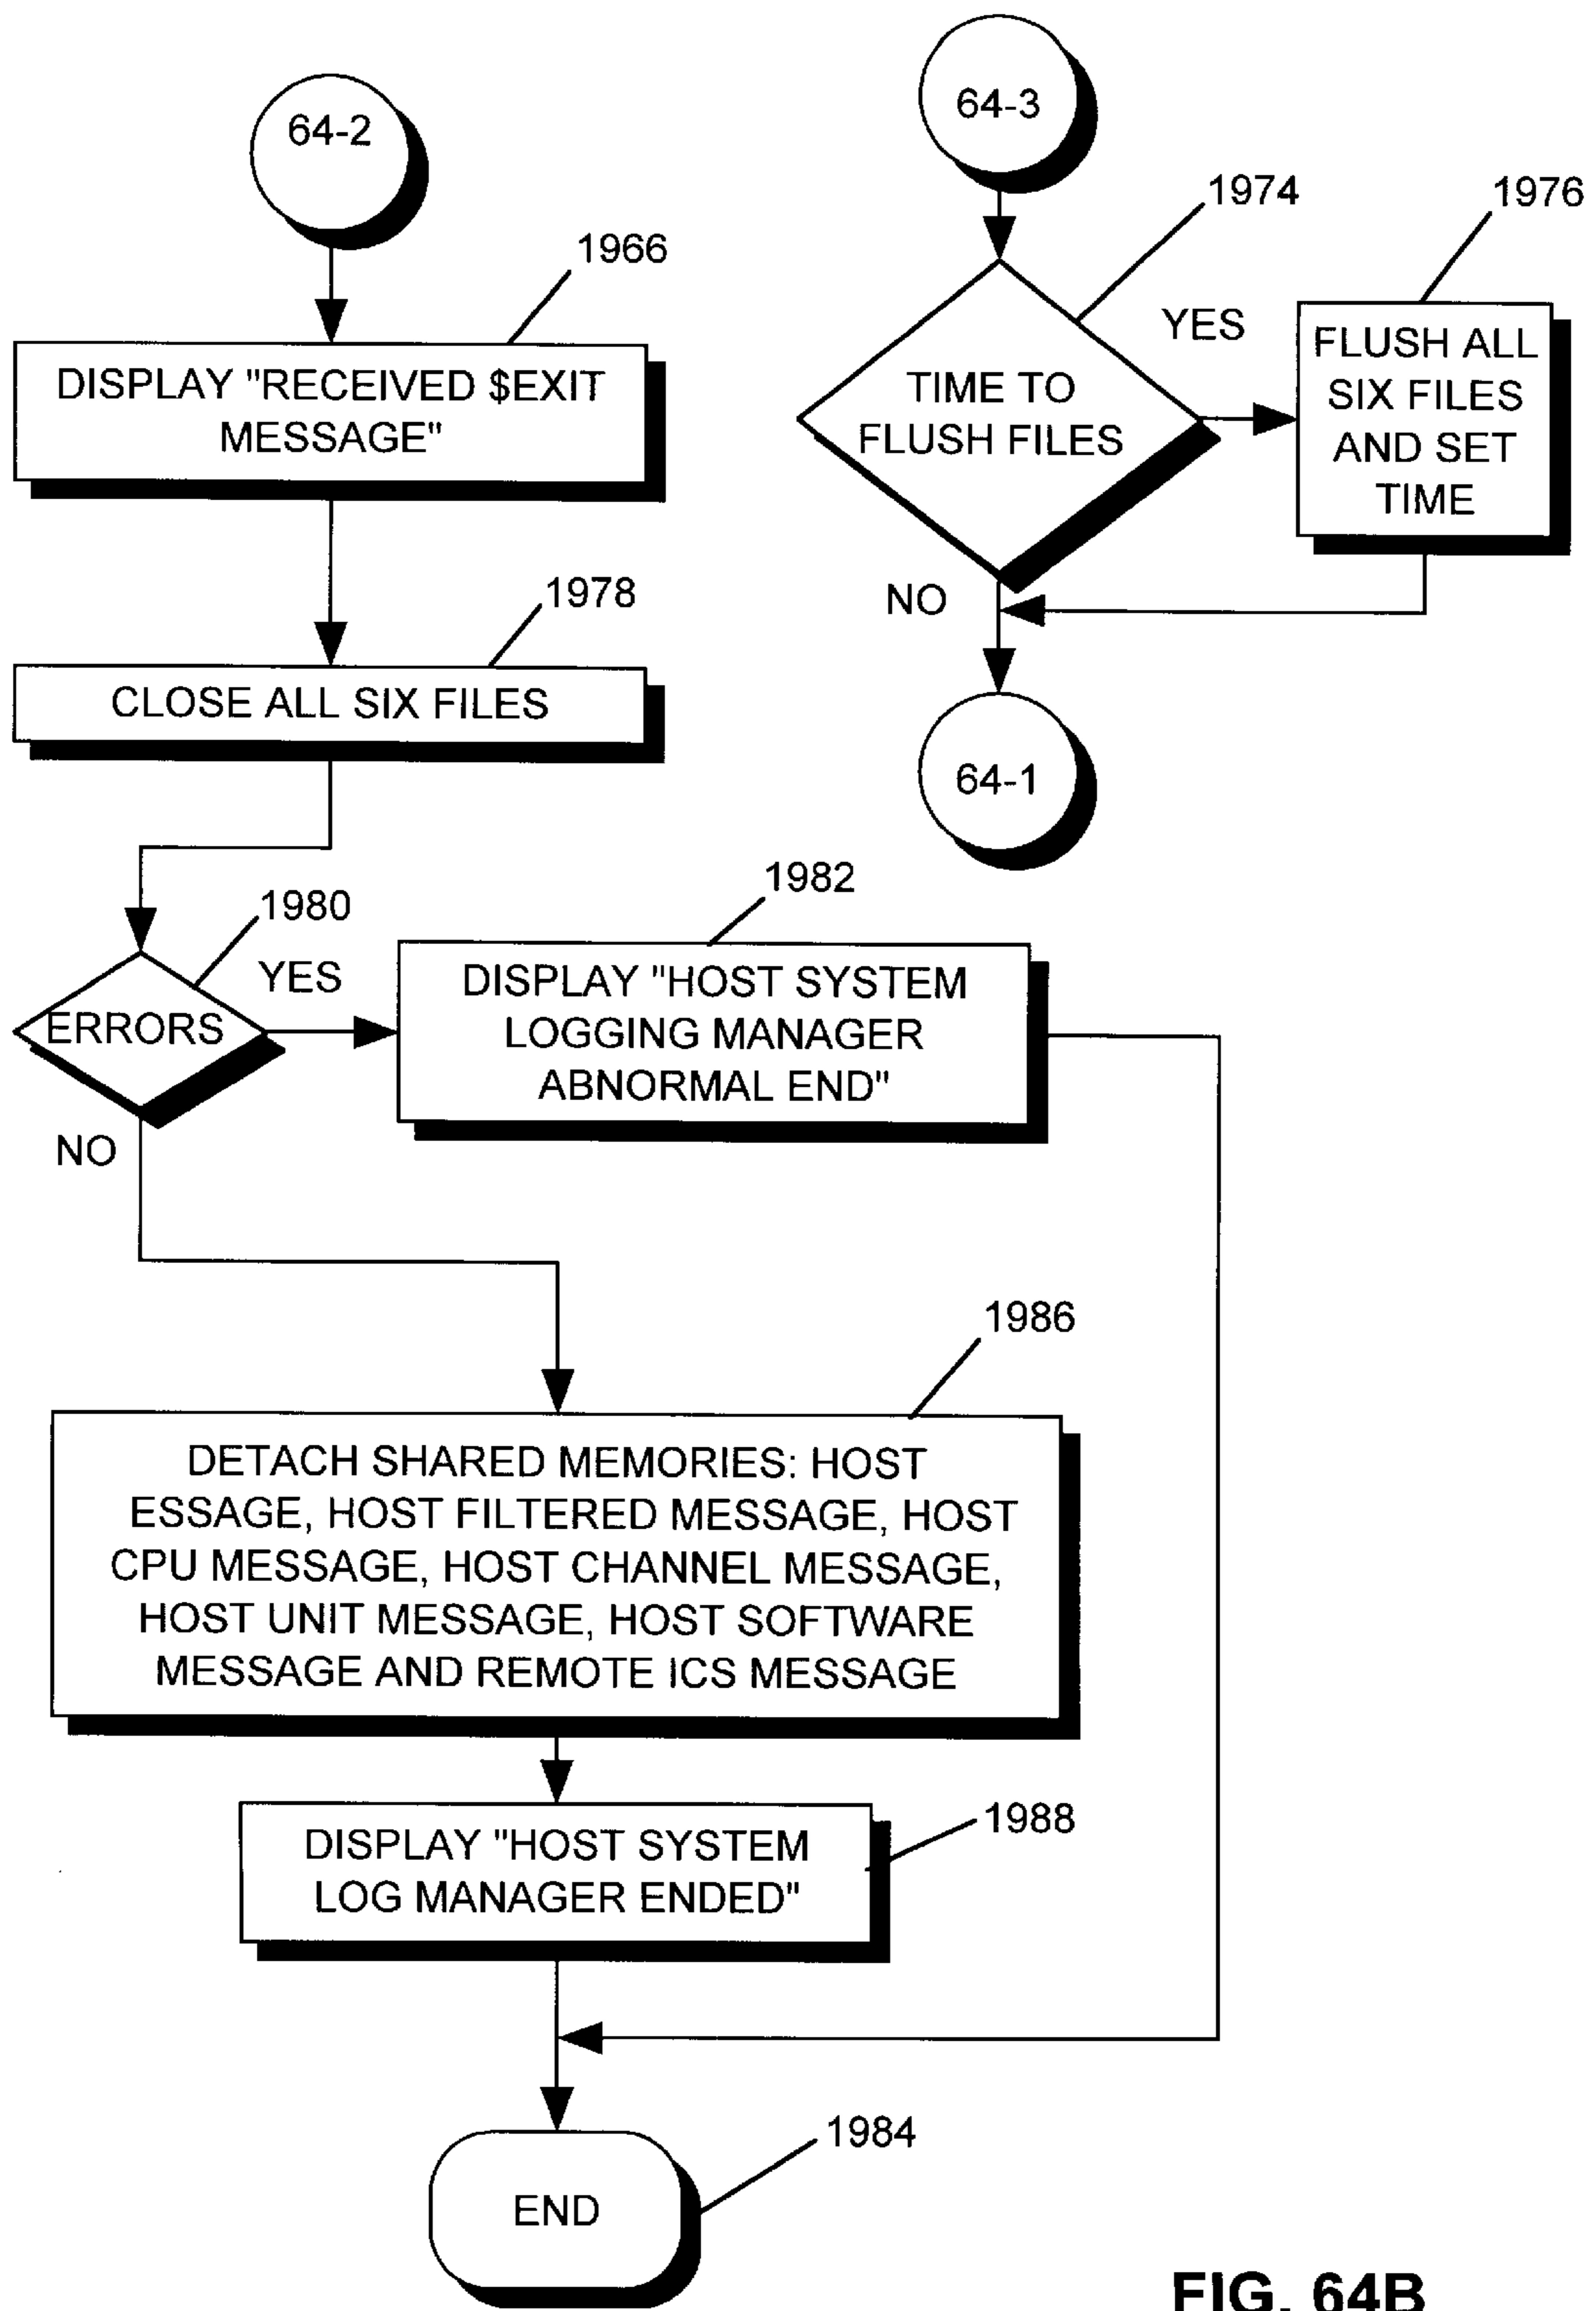 64-2
1966
DISPLAY "RECEIVED $EXIT
MESSAGE"
1978
CLOSE ALL SIX FILES
64-3
1974
TIME TO
FLUSH FILES
YES
1976
FLUSH ALL
SIX FILES
AND SET
TIME
NO
64-1
1980
ERRORS
YES
1982
DISPLAY "HOST SYSTEM
LOGGING MANAGER
ABNORMAL END"
NO
1986
DETACH SHARED MEMORIES: HOST
ESSAGE, HOST FILTERED MESSAGE, HOST
CPU MESSAGE, HOST CHANNEL MESSAGE,
HOST UNIT MESSAGE, HOST SOFTWARE
MESSAGE AND REMOTE ICS MESSAGE
1988
DISPLAY "HOST SYSTEM
LOG MANAGER ENDED"
1984
END
FIG. 64B